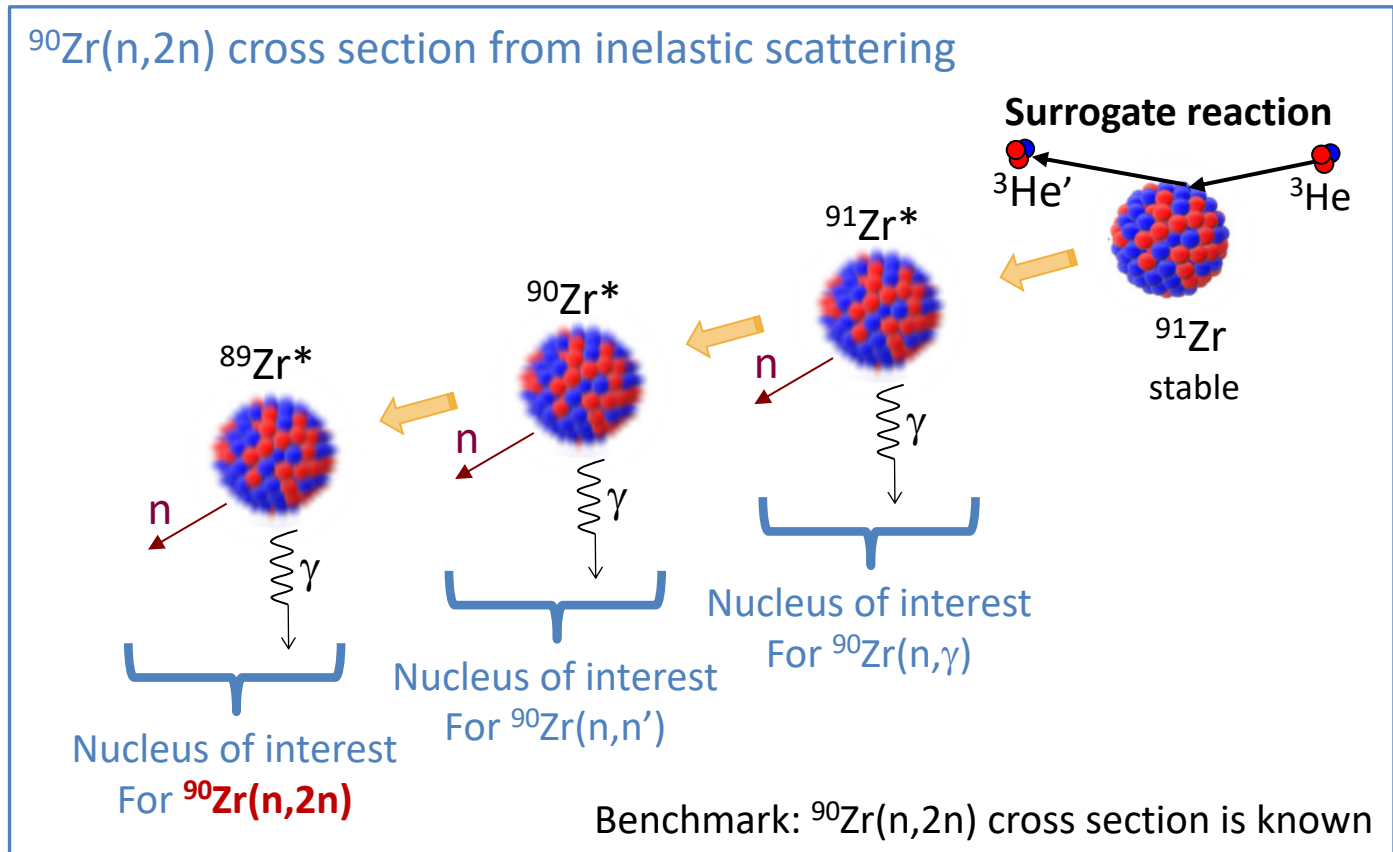 ⁹⁰Zr(n,2n) cross section from inelastic scattering
Surrogate reaction
³He’
³He
⁹¹Zr*
⁹⁰Zr*
⁸⁹Zr*
⁹¹Zr
stable
n
n
n
γ
γ
γ
Nucleus of interest
For ⁹⁰Zr(n,γ)
Nucleus of interest
For ⁹⁰Zr(n,n’)
Nucleus of interest
For ⁹⁰Zr(n,2n)
Benchmark: ⁹⁰Zr(n,2n) cross section is known